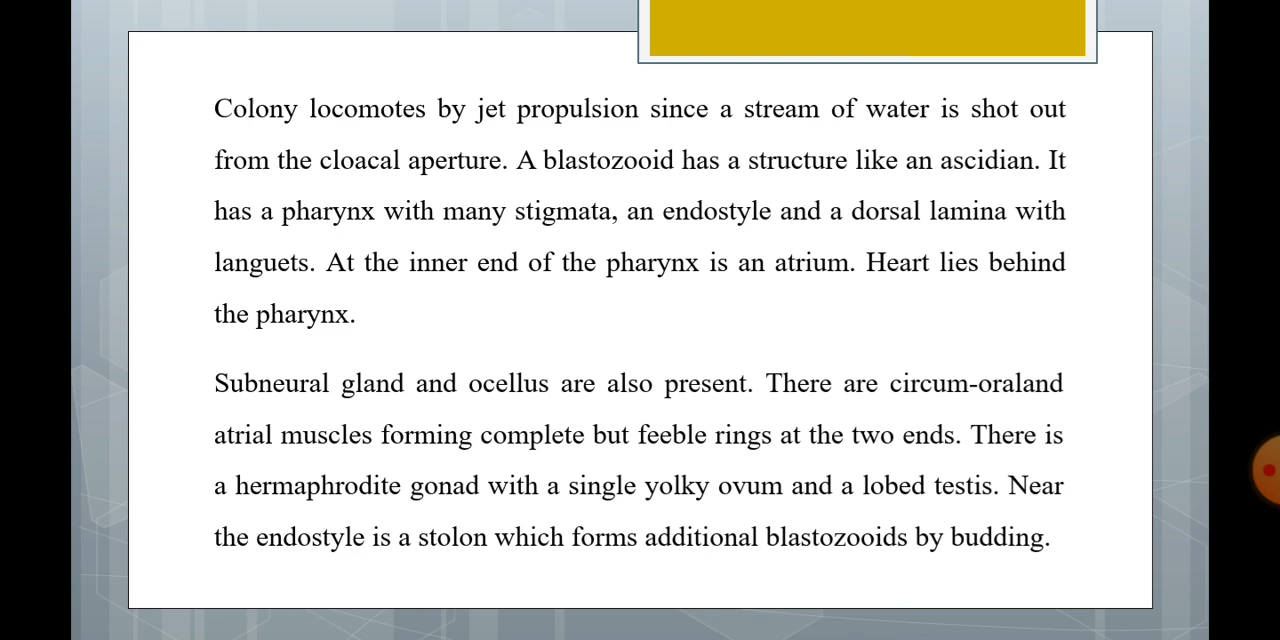 Colony locomotes by jet propulsion since a stream of water is shot out
from the cloacal aperture. A blastozooid has a structure like an ascidian. It
has a pharynx with many stigmata, an endostyle and a dorsal lamina with
languets. At the inner end of the pharynx is an atrium. Heart lies behind
the pharynx.
Subneural gland and ocellus are also present. There are circum-oraland
atrial muscles forming complete but feeble rings at the two ends. There is
a hermaphrodite gonad with a single yolky ovum and a lobed testis. Near
the endostyle is a stolon which forms additional blastozooids by budding.